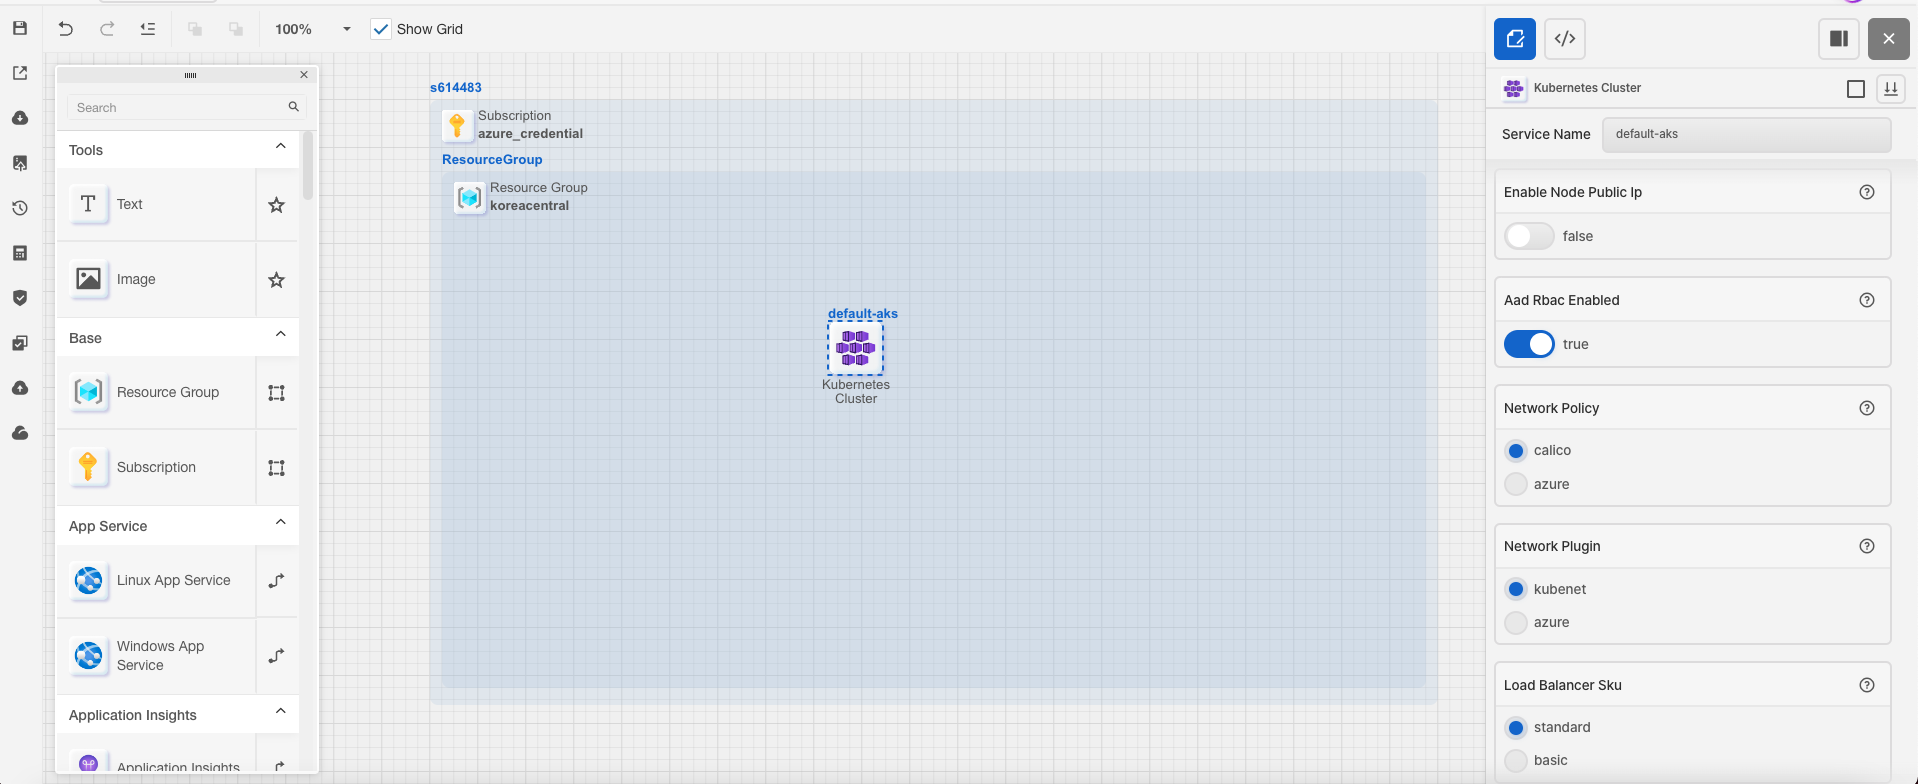 100%
Show Grid
Search
Tools
Text
Image
Base
Resource Group
Subscription
App Service
Linux App Service
Windows App
Service
Application Insights
Application Insights
s614483
Subscription
azure_credential
ResourceGroup
Resource Group
koreacentral
default-aks
Kubernetes
Cluster
Kubernetes Cluster
Service Name
default-aks
Enable Node Public Ip
false
Aad Rbac Enabled
true
Network Policy
calico
azure
Network Plugin
kubenet
azure
Load Balancer Sku
standard
basic